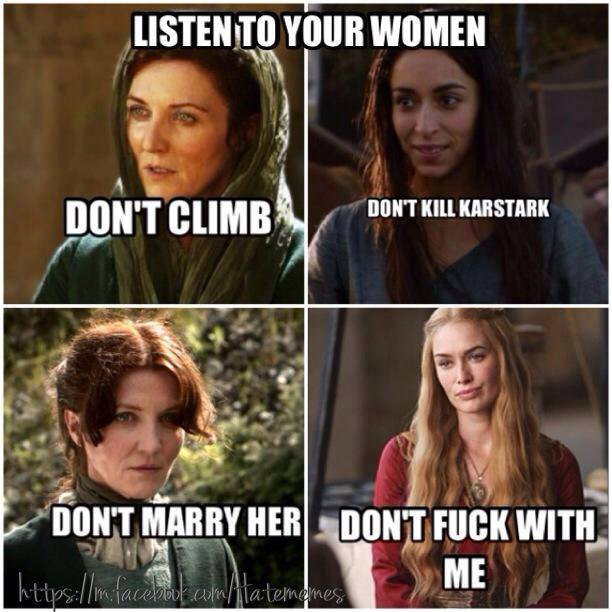 LISTEN TO YOUR WOMEN
DON'T CLIMB
DON'T KILL KARSTARK
DON'T MARRY HER
DON'T FUCK WITH
ME
https://m.facebook.com/Hatememes